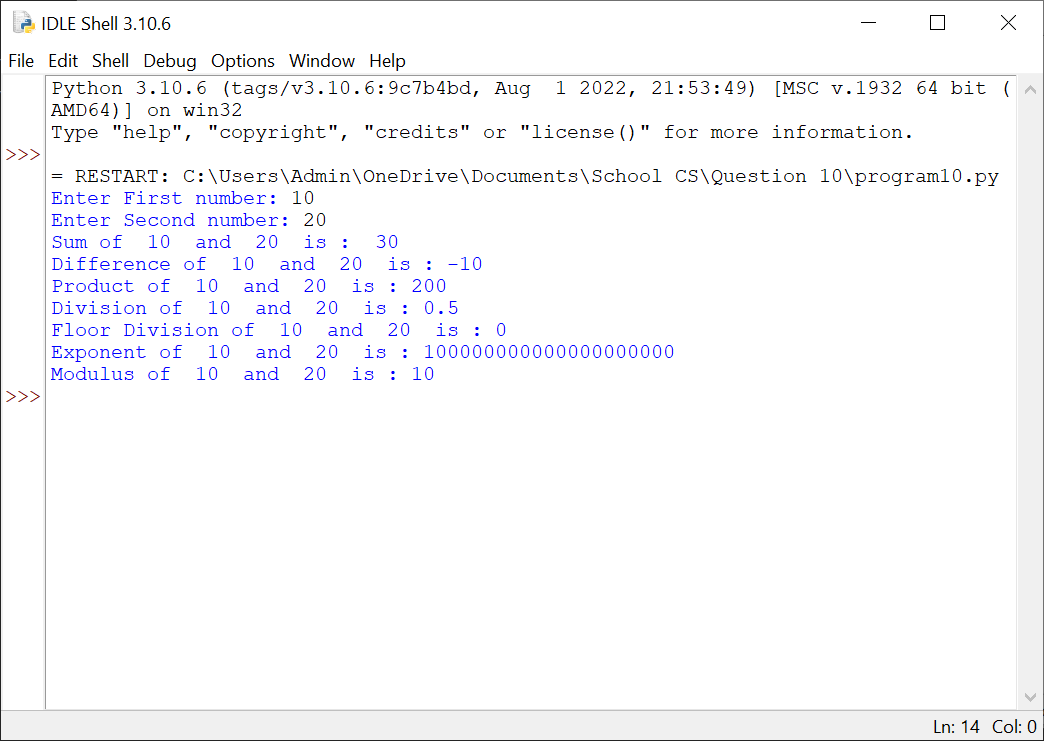 IDLE Shell 3.10.6
File Edit Shell Debug Options Window Help
Python 3.10.6 (tags/v3.10.6:9c7b4bd, Aug  1 2022, 21:53:49) [MSC v.1932 64 bit (
AMD64)] on win32
Type "help", "copyright", "credits" or "license()" for more information.
>>>
= RESTART: C:\Users\Admin\OneDrive\Documents\School CS\Question 10\program10.py
Enter First number: 10
Enter Second number: 20
Sum of  10  and  20  is :  30
Difference of  10  and  20  is : -10
Product of  10  and  20  is : 200
Division of  10  and  20  is : 0.5
Floor Division of  10  and  20  is : 0
Exponent of  10  and  20  is : 100000000000000000000
Modulus of  10  and  20  is : 10
>>>
Ln: 14 Col: 0